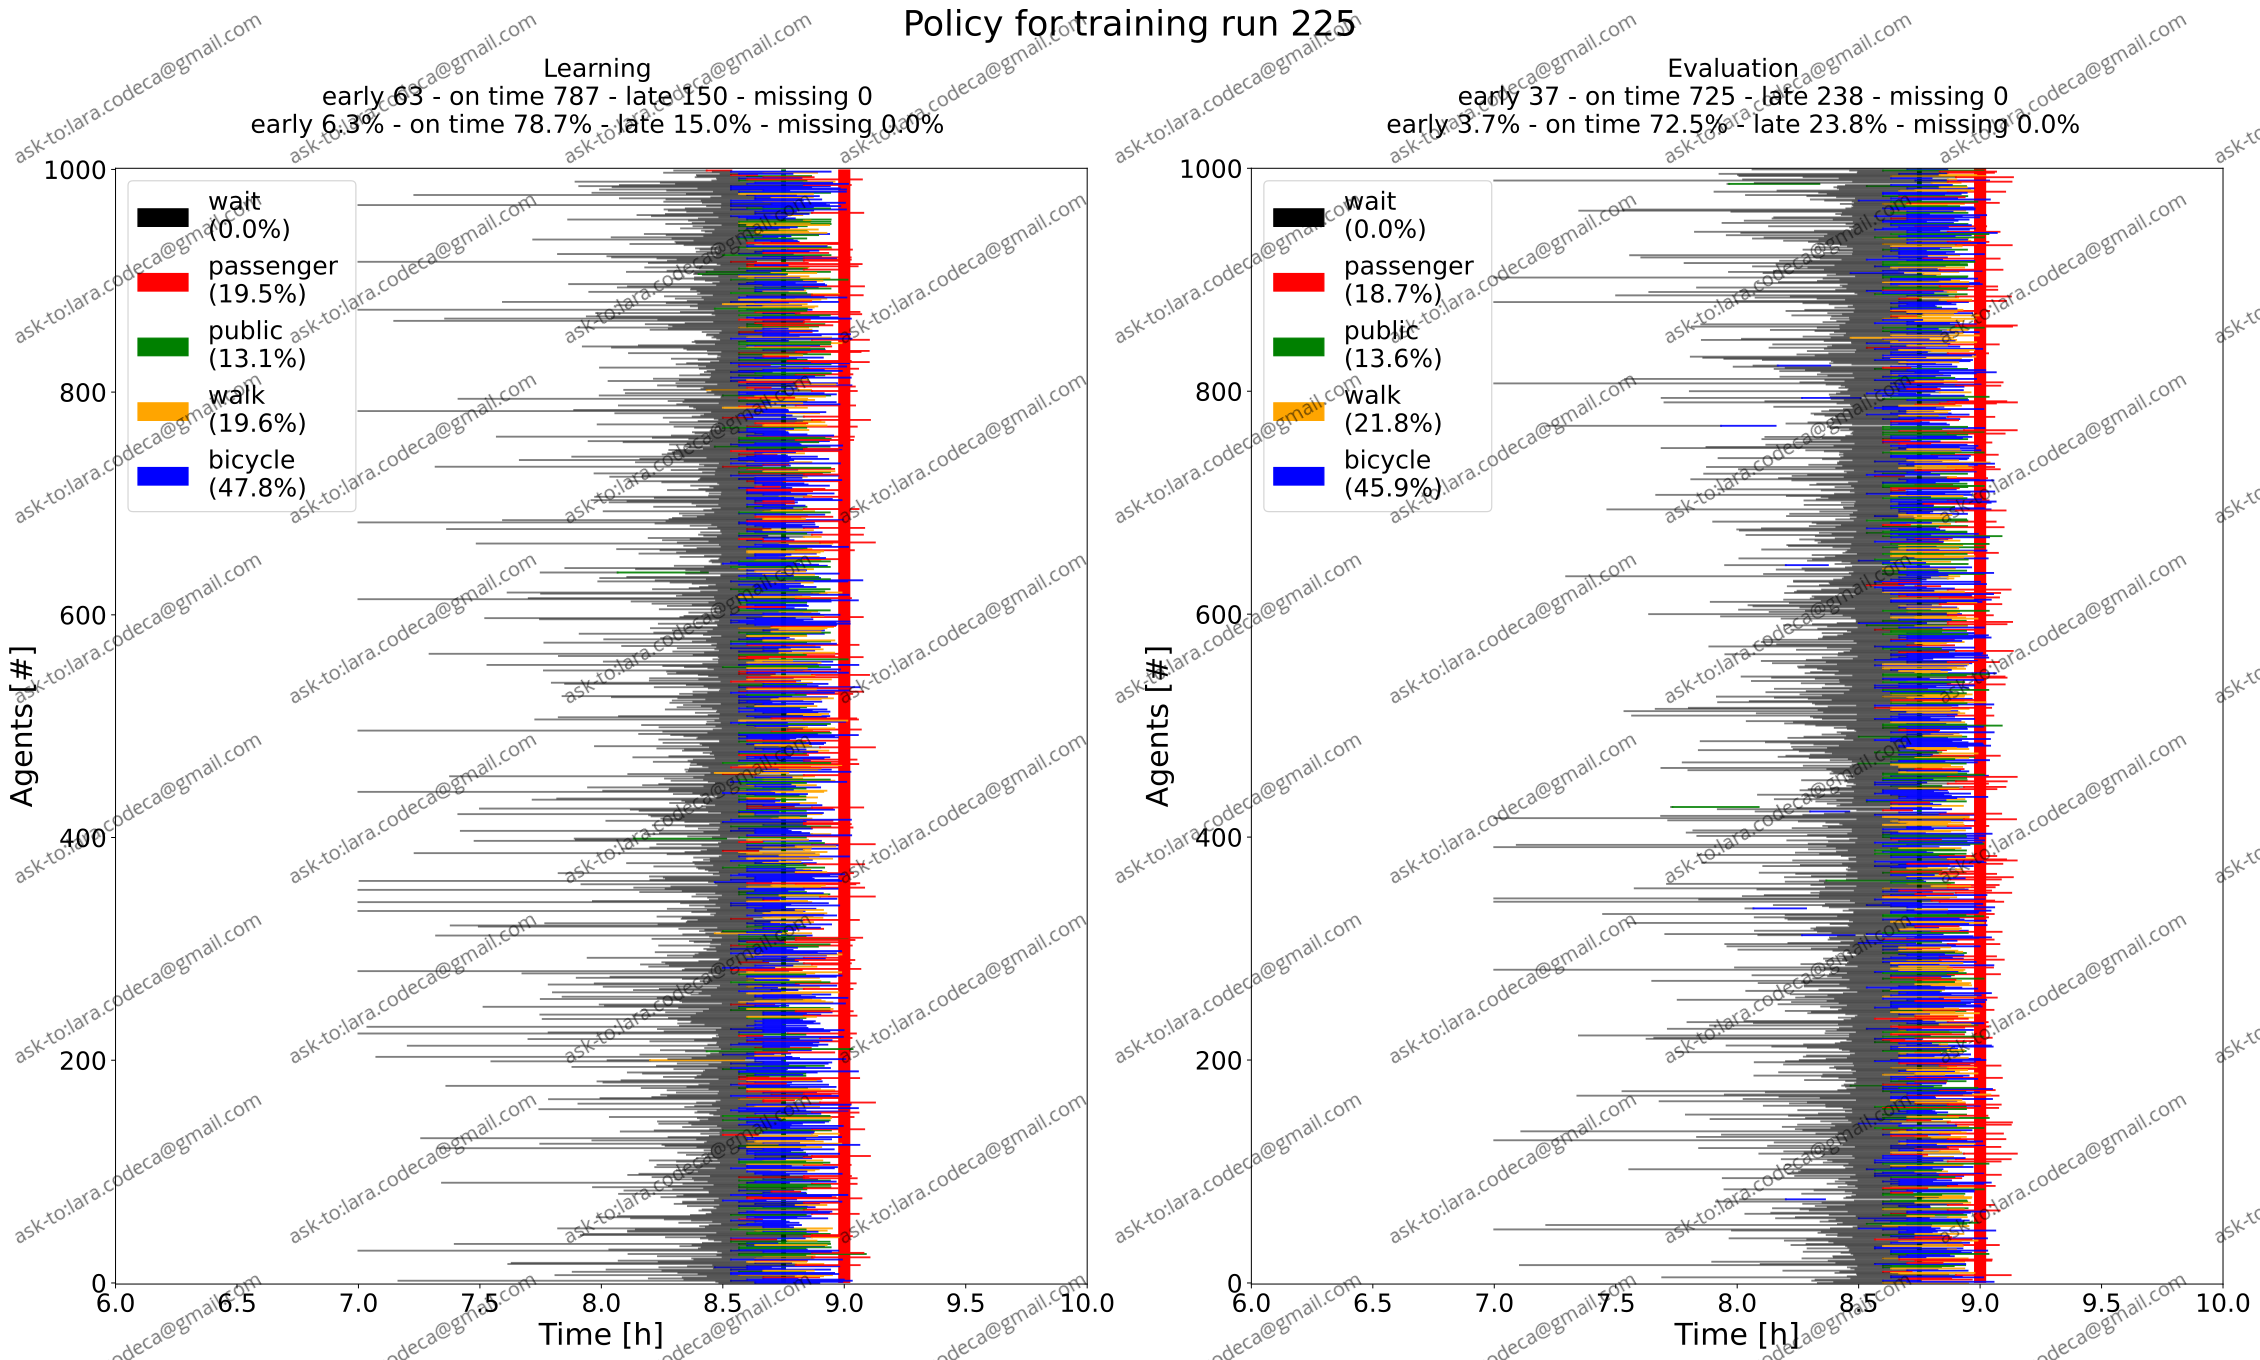 Policy for training run 225
Learning
early 63 - on time 787 - late 150 - missing 0
early 6.3% - on time 78.7% - late 15.0% - missing 0.0%
1000
800
600
400
200
0
Agents [#]
wait
(0.0%)
passenger
(19.5%)
public
(13.1%)
walk
(19.6%)
bicycle
(47.8%)
6.0 6.5 7.0 7.5 8.0 8.5 9.0 9.5 10.0
Time [h]
Evaluation
early 37 - on time 725 - late 238 - missing 0
early 3.7% - on time 72.5% - late 23.8% - missing 0.0%
1000
800
600
400
200
0
Agents [#]
wait
(0.0%)
passenger
(18.7%)
public
(13.6%)
walk
(21.8%)
bicycle
(45.9%)
6.0 6.5 7.0 7.5 8.0 8.5 9.0 9.5 10.0
Time [h]
ask-to:lara.codeca@gmail.com